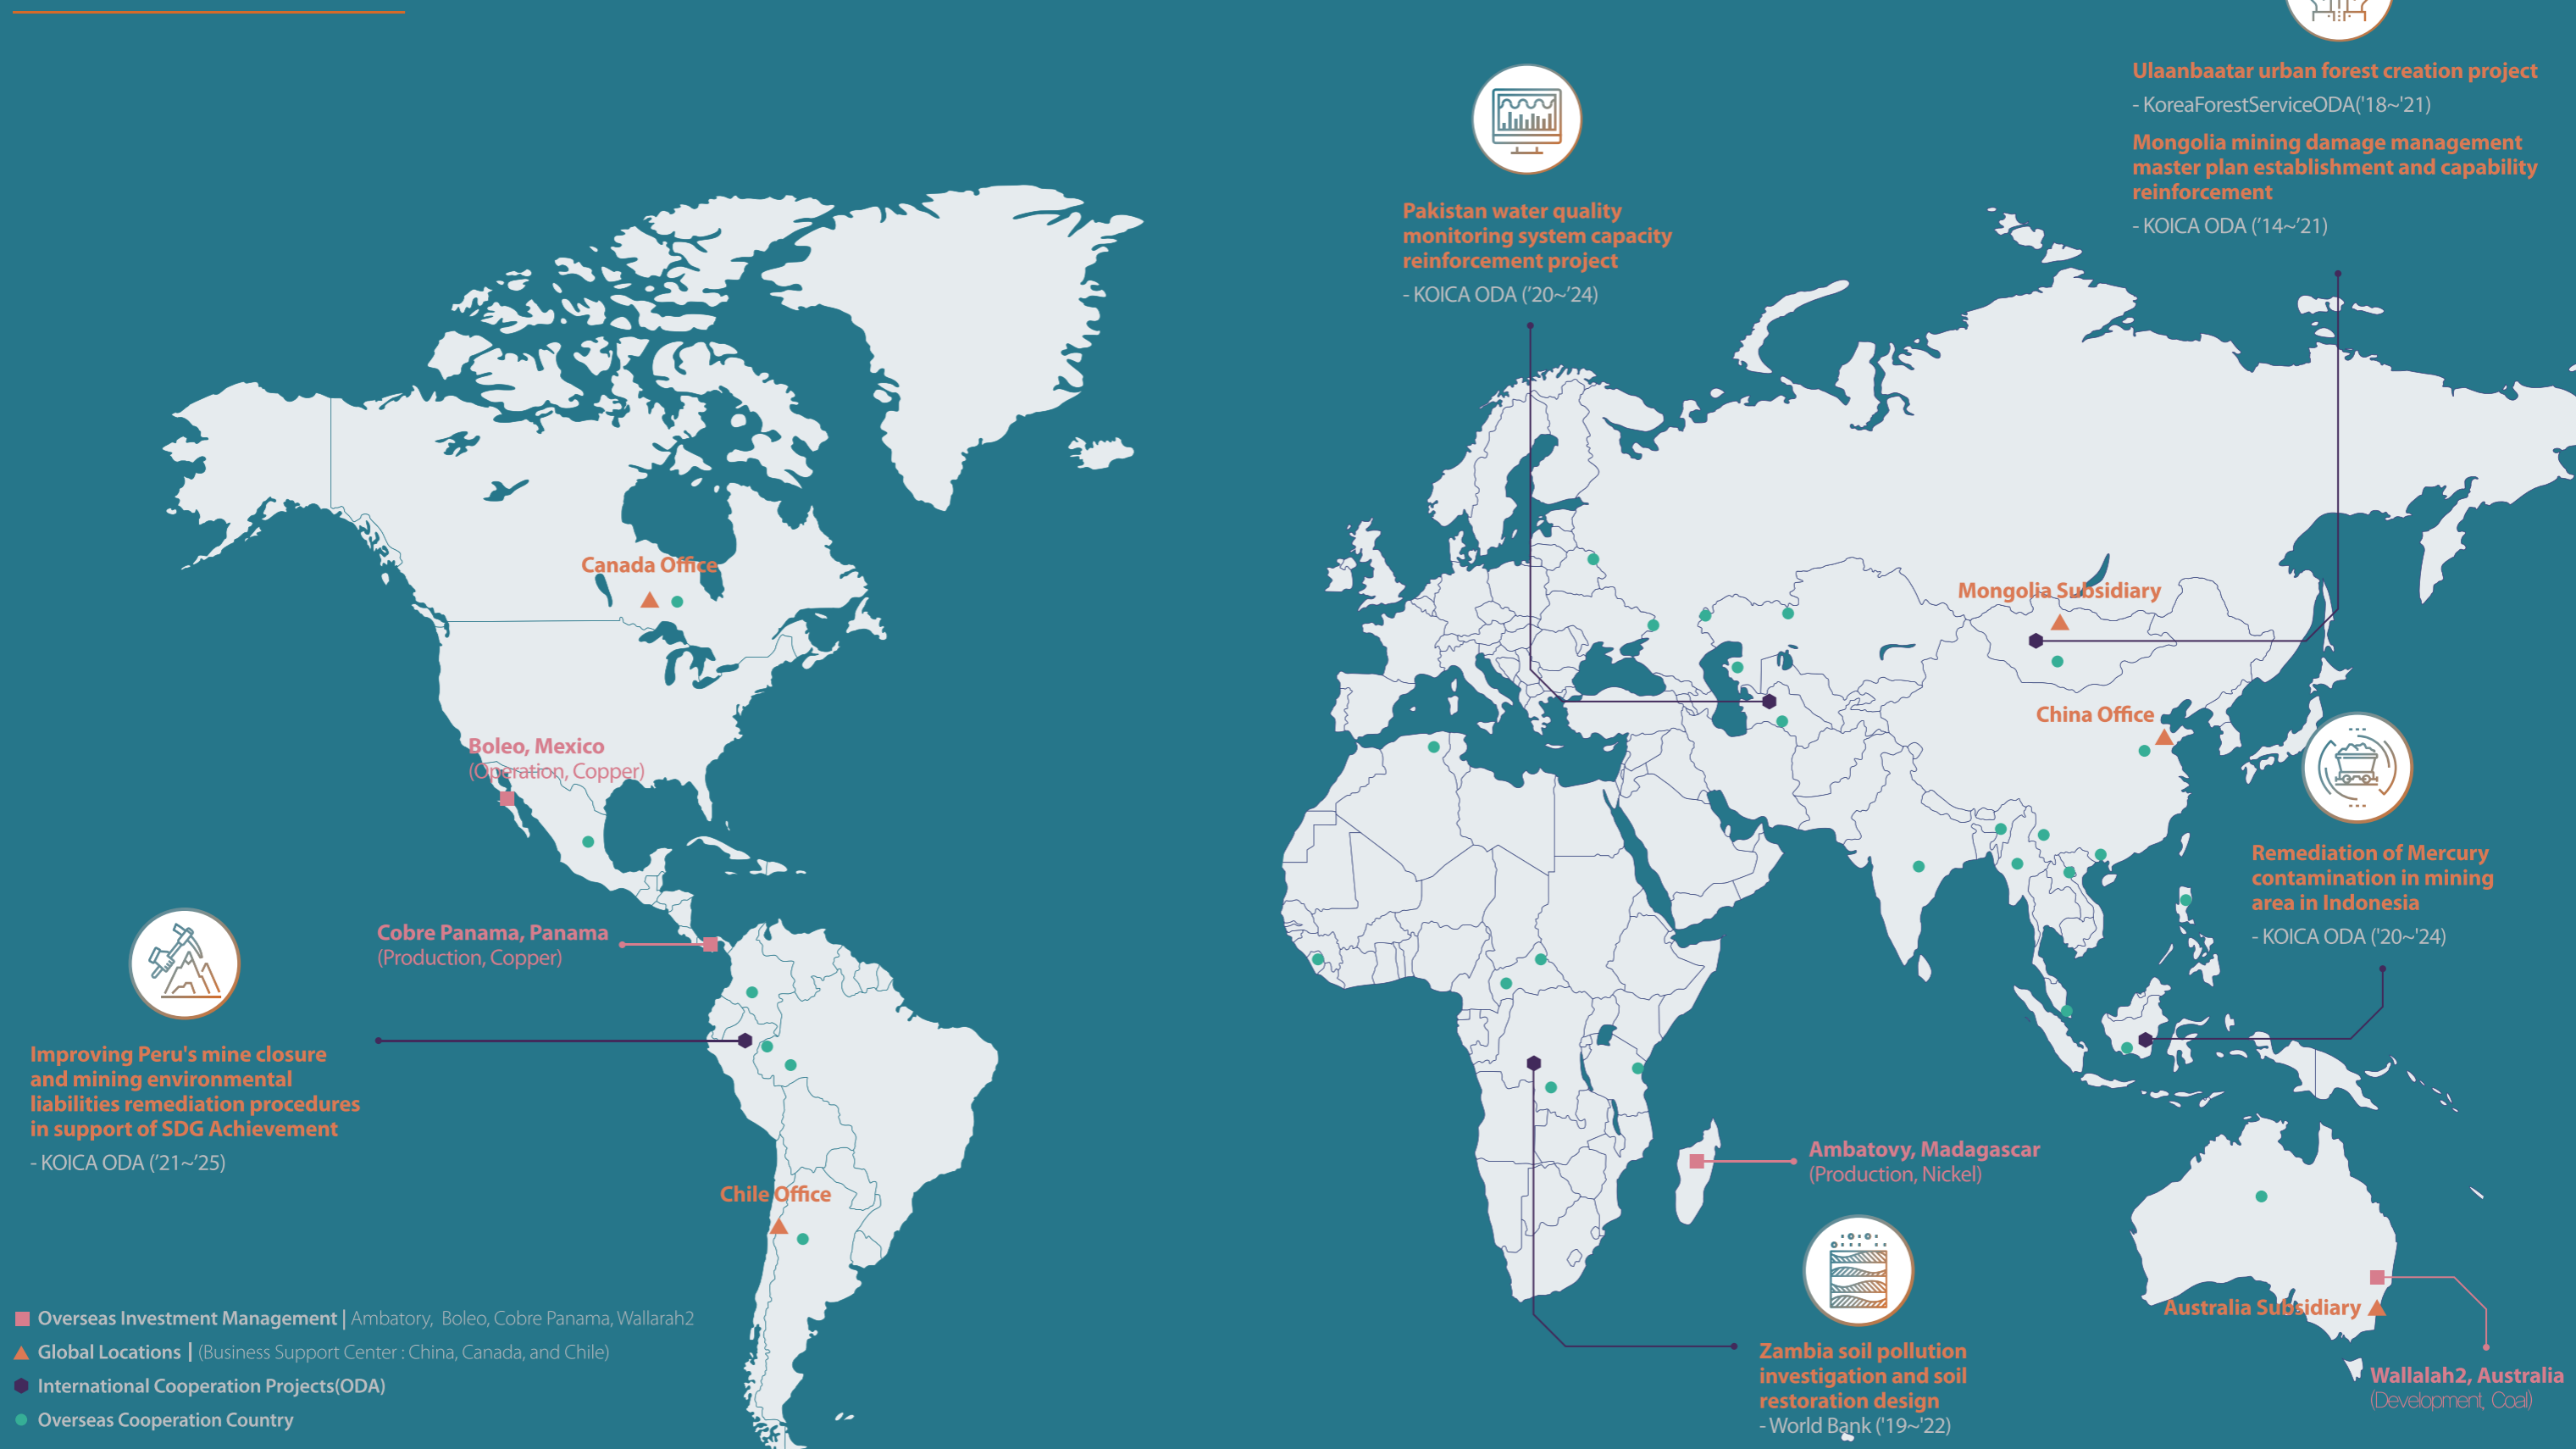 Ulaanbaatar urban forest creation project
- KoreaForestServiceODA('18~'21)
Mongolia mining damage management
master plan establishment and capability
reinforcement
- KOICA ODA (’14~’21)
Pakistan water quality
monitoring system capacity
reinforcement project
- KOICA ODA (’20~’24)
Canada Office
Mongolia Subsidiary
China Office
Boleo, Mexico
(Operation, Copper)
Remediation of Mercury
contamination in mining
area in Indonesia
- KOICA ODA ('20~'24)
Cobre Panama, Panama
(Production, Copper)
Improving Peru's mine closure
and mining environmental
liabilities remediation procedures
in support of SDG Achievement
- KOICA ODA (’21~’25)
Ambatovy, Madagascar
(Production, Nickel)
Chile Office
Australia Subsidiary
Zambia soil pollution
investigation and soil
restoration design
- World Bank ('19~'22)
Wallalah2, Australia
(Development, Coal)
Overseas Investment Management | Ambatory, Boleo, Cobre Panama, Wallarah2
Global Locations | (Business Support Center : China, Canada, and Chile)
International Cooperation Projects(ODA)
Overseas Cooperation Country